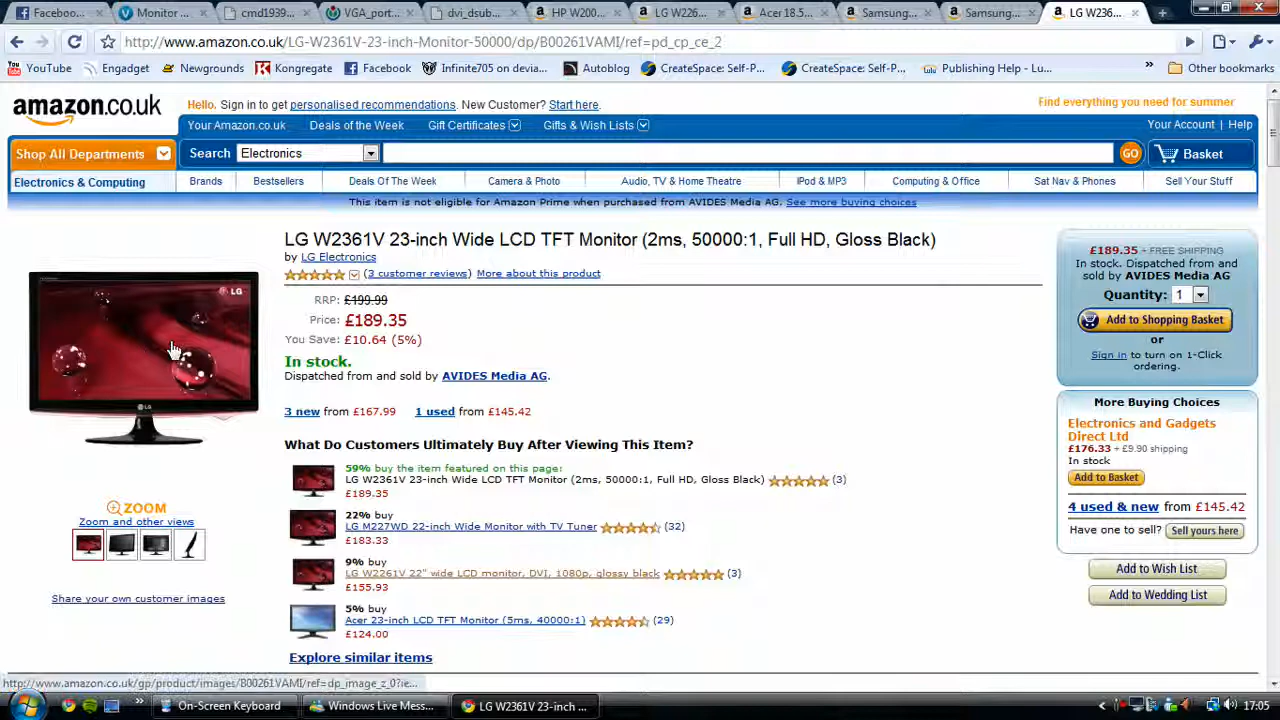 Faceboo...
Monitor ...
cmd1939...
VGA_port...
dvi_dsub...
HP W200...
LG W226...
Acer 18.5...
Samsung...
Samsung...
LG W236...
http://www.amazon.co.uk/LG-W2361V-23-inch-Monitor-50000/dp/B00261VAMI/ref=pd_cp_ce_2
YouTube Engadget Newgrounds Kongregate Facebook Infinite705 on devia... Autoblog CreateSpace: Self-P... CreateSpace: Self-P... Publishing Help - Lu... » Other bookmarks
amazon.co.uk
Hello. Sign in to get personalised recommendations. New Customer? Start here.
Find everything you need for summer
Your Amazon.co.uk Deals of the Week Gift Certificates Gifts & Wish Lists Your Account | Help
Shop All Departments Search Electronics GO Basket
Electronics & Computing Brands Bestsellers Deals Of The Week Camera & Photo Audio, TV & Home Theatre iPod & MP3 Computing & Office Sat Nav & Phones Sell Your Stuff
This item is not eligible for Amazon Prime when purchased from AVIDES Media AG. See more buying choices
LG W2361V 23-inch Wide LCD TFT Monitor (2ms, 50000:1, Full HD, Gloss Black)
by LG Electronics
(3 customer reviews) More about this product
RRP: £199.99
Price: £189.35
You Save: £10.64 (5%)
In stock.
Dispatched from and sold by AVIDES Media AG.
3 new from £167.99 1 used from £145.42
LG
LG
ZOOM
Zoom and other views
Share your own customer images
What Do Customers Ultimately Buy After Viewing This Item?
59% buy the item featured on this page:
LG W2361V 23-inch Wide LCD TFT Monitor (2ms, 50000:1, Full HD, Gloss Black) (3)
£189.35
22% buy
LG M227WD 22-inch Wide Monitor with TV Tuner (32)
£183.33
9% buy
LG W2261V 22" wide LCD monitor, DVI, 1080p, glossy black (3)
£155.93
5% buy
Acer 23-inch LCD TFT Monitor (5ms, 40000:1) (29)
£124.00
Explore similar items
£189.35 + FREE SHIPPING
In stock. Dispatched from and
sold by AVIDES Media AG
Quantity: 1
Add to Shopping Basket
or
Sign in to turn on 1-Click
ordering.
More Buying Choices
Electronics and Gadgets
Direct Ltd
£176.33 + £9.90 shipping
In stock
Add to Basket
4 used & new from £145.42
Have one to sell? Sell yours here
Add to Wish List
Add to Wedding List
http://www.amazon.co.uk/gp/product/images/B00261VAMI/ref=dp_image_z_0?ie...
» On-Screen Keyboard Windows Live Mess... LG W2361V 23-inch ... 17:05